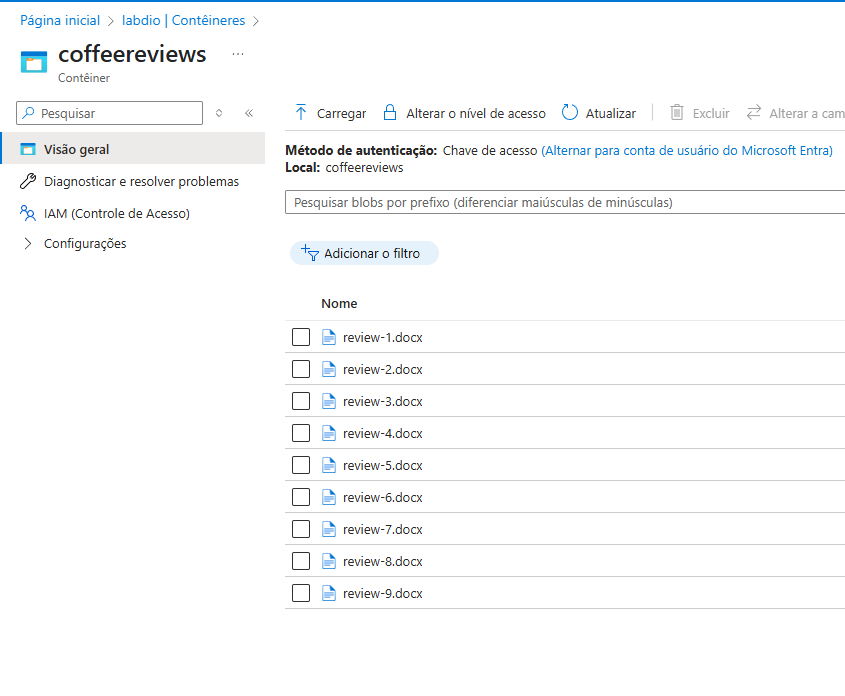 Página inicial > labdio | Contêineres >
coffeereviews ...
Contêiner
Pesquisar
Carregar Alterar o nível de acesso Atualizar Excluir Alterar a cam
Visão geral
Diagnosticar e resolver problemas
IAM (Controle de Acesso)
Configurações
Método de autenticação: Chave de acesso (Alternar para conta de usuário do Microsoft Entra)
Local: coffeereviews
Pesquisar blobs por prefixo (diferenciar maiúsculas de minúsculas)
Adicionar o filtro
Nome
review-1.docx
review-2.docx
review-3.docx
review-4.docx
review-5.docx
review-6.docx
review-7.docx
review-8.docx
review-9.docx